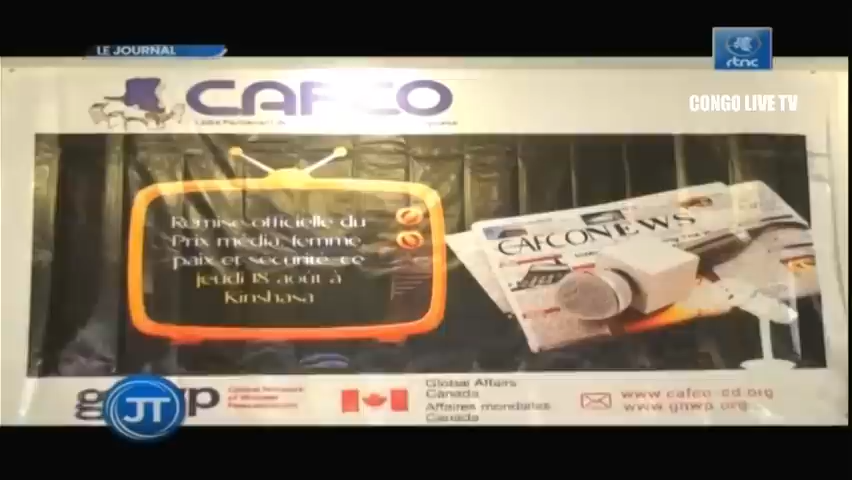 LE JOURNAL
rtnc
CONGO LIVE TV
CAFCO
Remise officielle du
Prix média, femme,
paix et sécurité, ce
jeudi 18 août à
Kinshasa
CAFCONEWS
JT
Global Affairs
Canada
Affaires mondiales
Canada
www.cafco-rd.org
www.gnwp.org